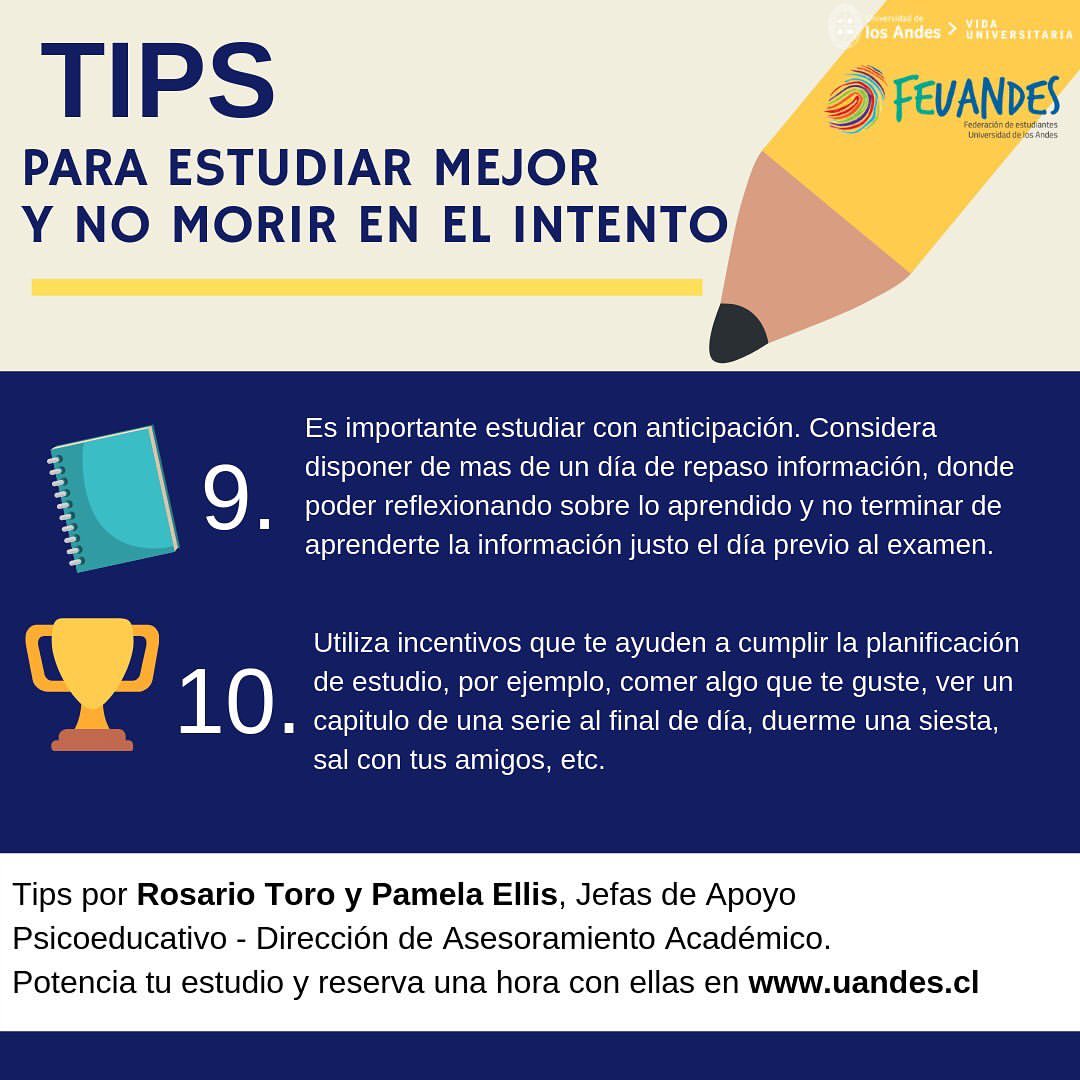 Universidad de
los Andes > VIDA
UNIVERSITARIA
FEUANDES
Federación de estudiantes
Universidad de los Andes
TIPS
PARA ESTUDIAR MEJOR
Y NO MORIR EN EL INTENTO
9.
Es importante estudiar con anticipación. Considera
disponer de mas de un día de repaso información, donde
poder reflexionando sobre lo aprendido y no terminar de
aprenderte la información justo el día previo al examen.
10.
Utiliza incentivos que te ayuden a cumplir la planificación
de estudio, por ejemplo, comer algo que te guste, ver un
capitulo de una serie al final de día, duerme una siesta,
sal con tus amigos, etc.
Tips por Rosario Toro y Pamela Ellis, Jefas de Apoyo
Psicoeducativo - Dirección de Asesoramiento Académico.
Potencia tu estudio y reserva una hora con ellas en www.uandes.cl